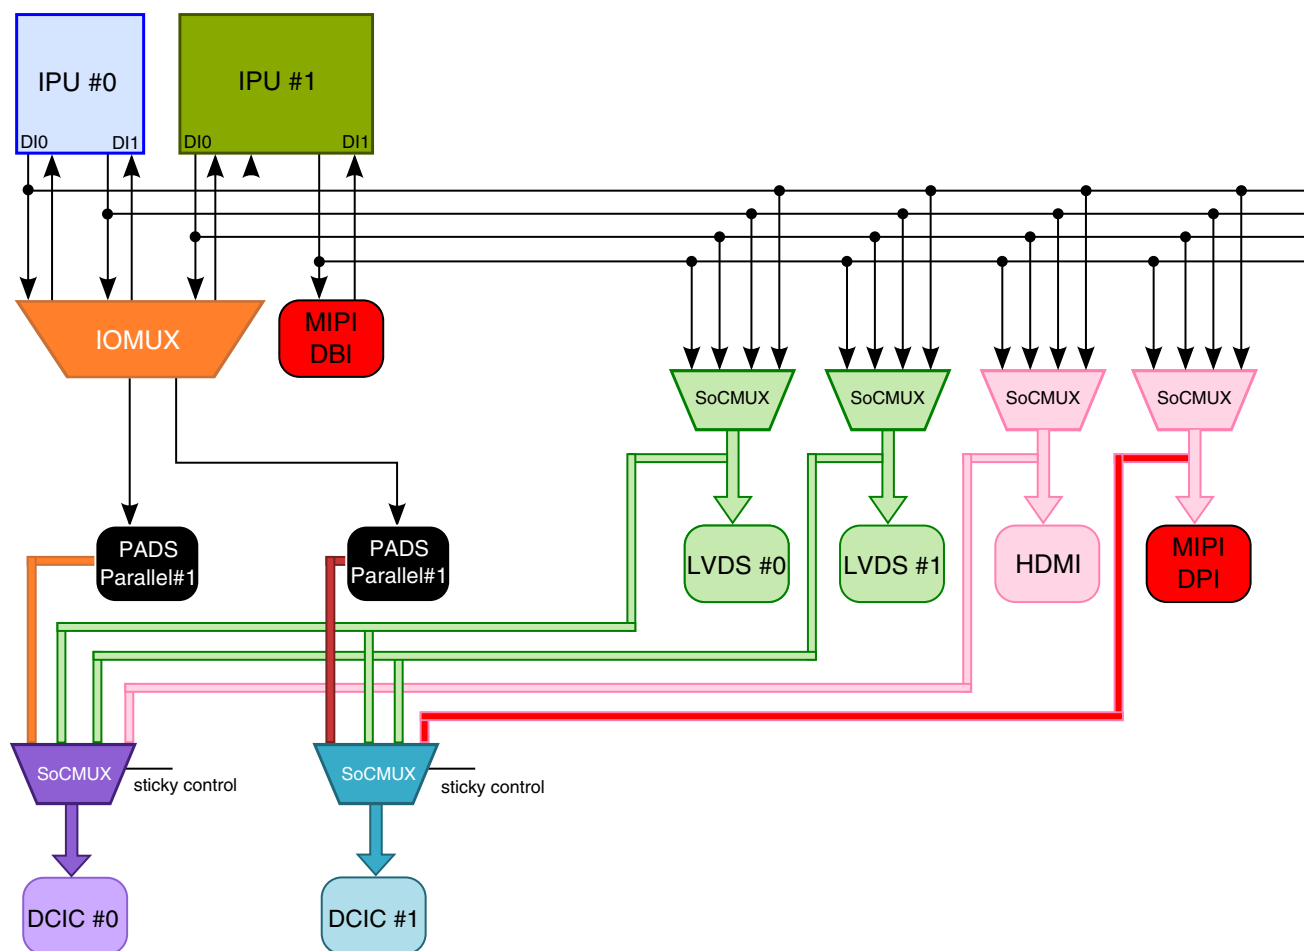 IPU #0
IPU #1
DI0
DI1
DI0
DI1
IOMUX
MIPI
DBI
SoCMUX
SoCMUX
SoCMUX
SoCMUX
PADS
Parallel#1
PADS
Parallel#1
LVDS #0
LVDS #1
HDMI
MIPI
DPI
SoCMUX
sticky control
SoCMUX
sticky control
DCIC #0
DCIC #1